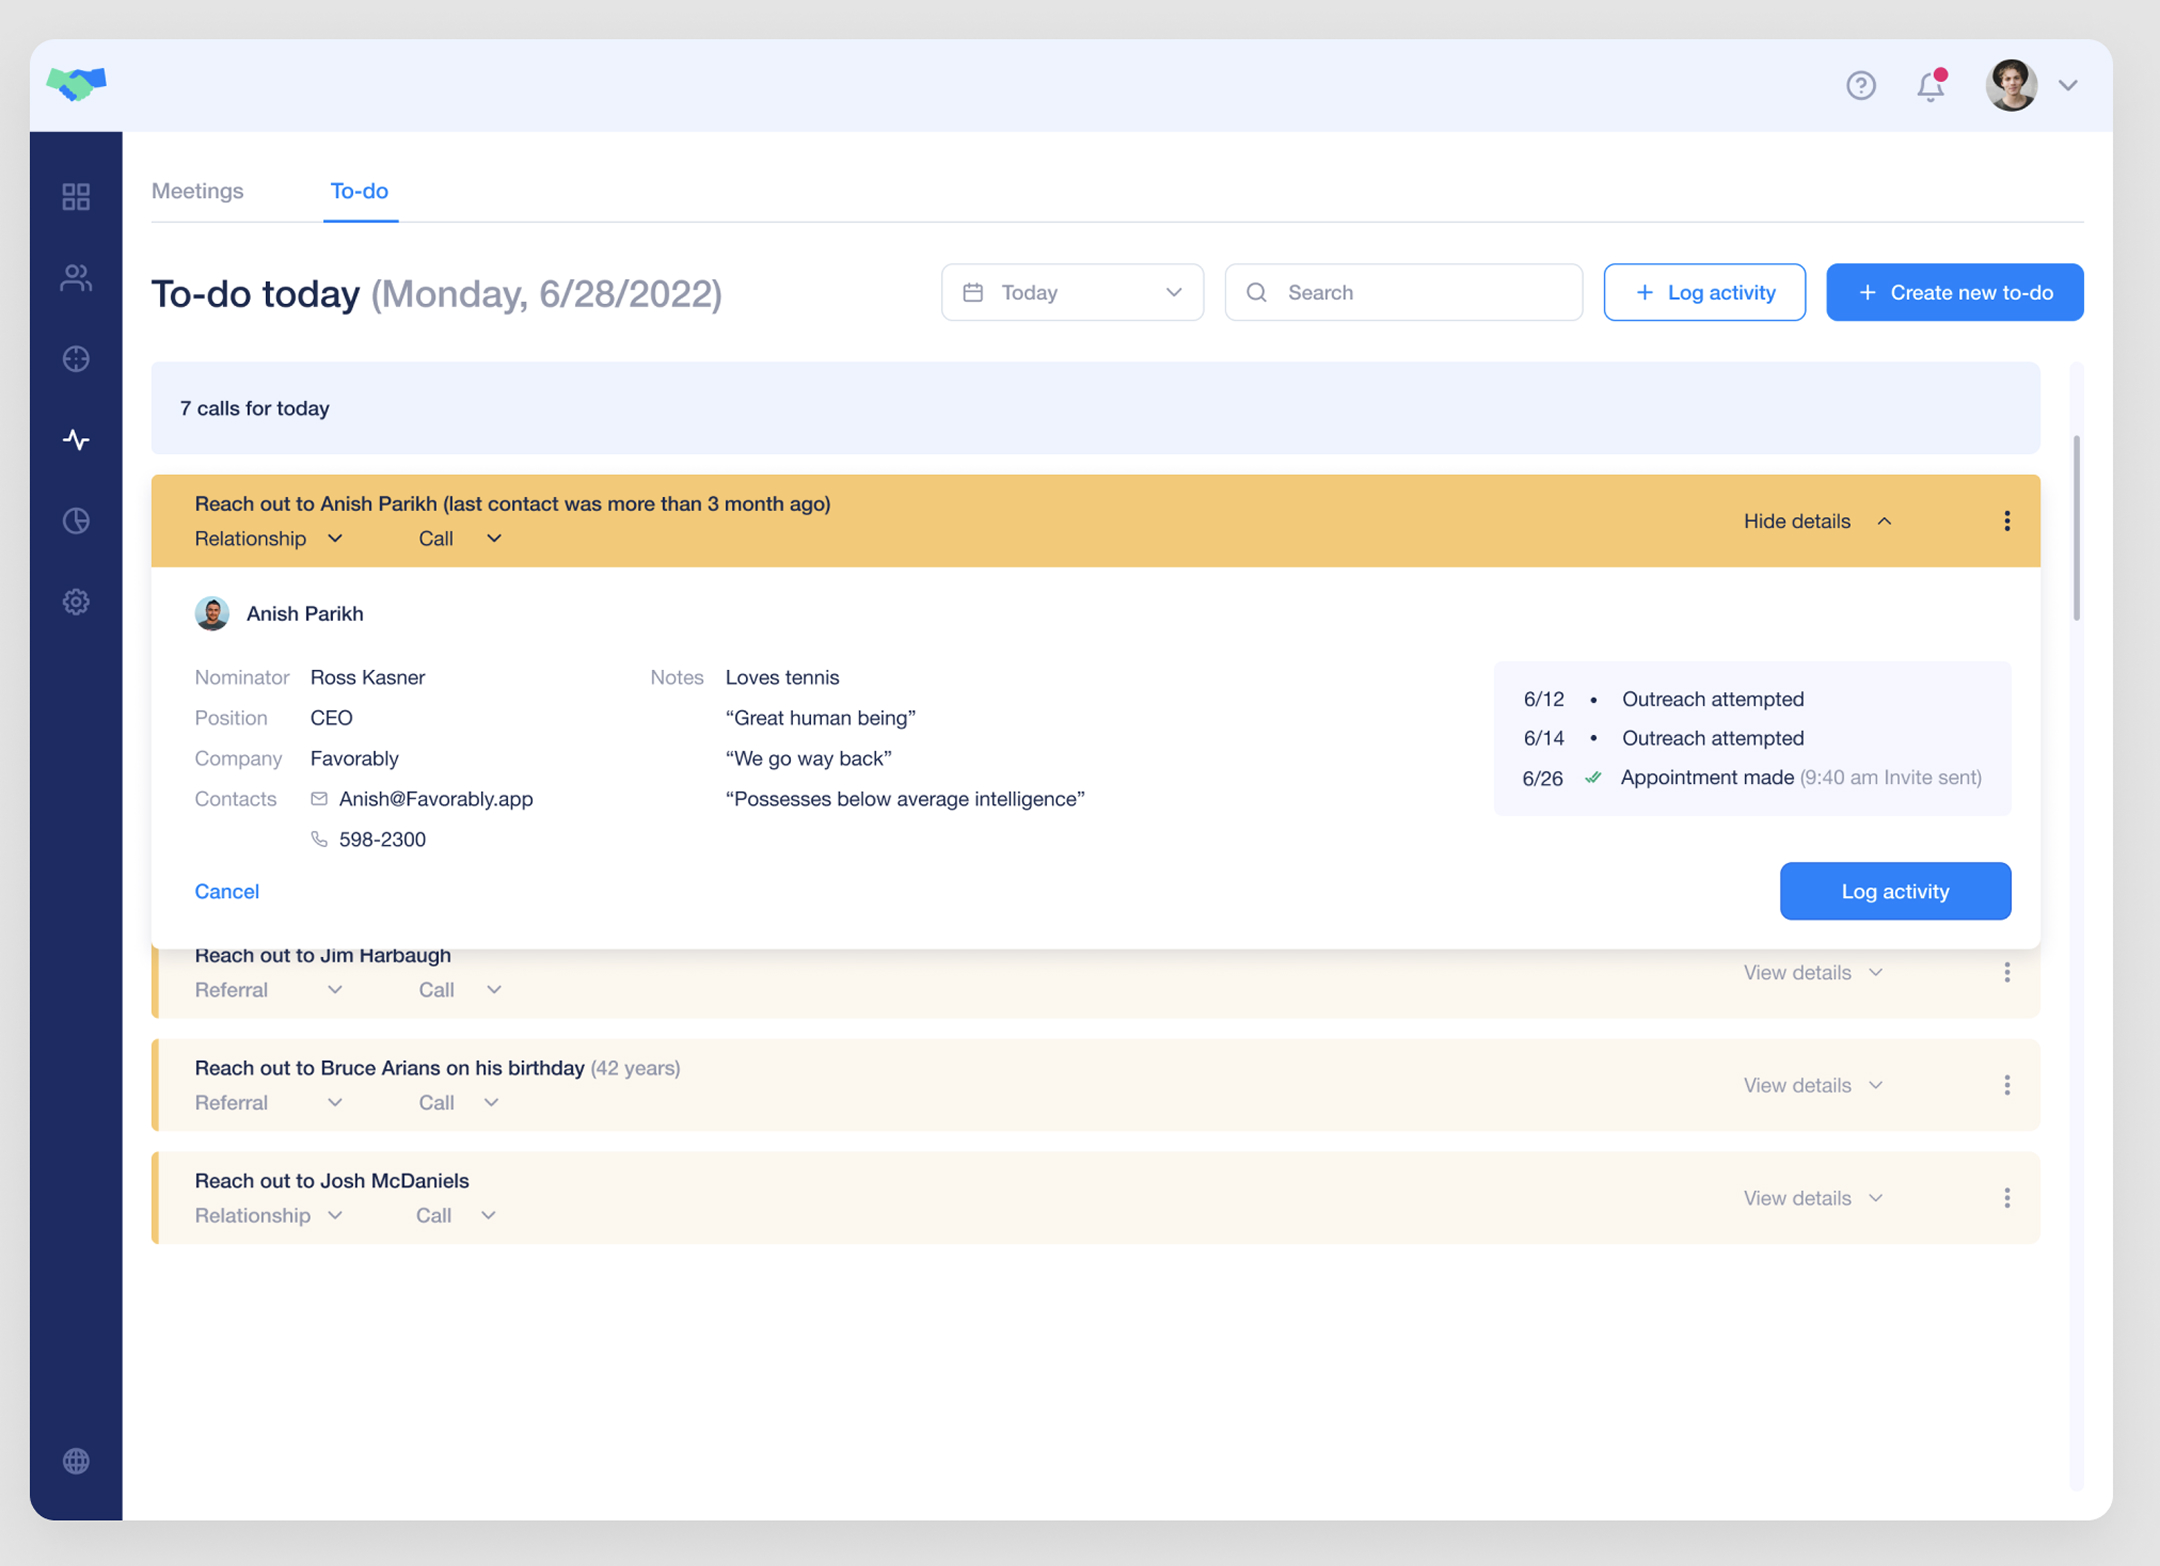 Meetings To-do
To-do today (Monday, 6/28/2022) Today Search + Log activity + Create new to-do
7 calls for today
Reach out to Anish Parikh (last contact was more than 3 month ago)
Relationship Call Hide details
Anish Parikh
Nominator Ross Kasner
Position CEO
Company Favorably
Contacts Anish@Favorably.app
598-2300
Notes Loves tennis
“Great human being”
“We go way back”
“Possesses below average intelligence”
6/12 • Outreach attempted
6/14 • Outreach attempted
6/26 Appointment made (9:40 am Invite sent)
Cancel Log activity
Reach out to Jim Harbaugh
Referral Call View details
Reach out to Bruce Arians on his birthday (42 years)
Referral Call View details
Reach out to Josh McDaniels
Relationship Call View details